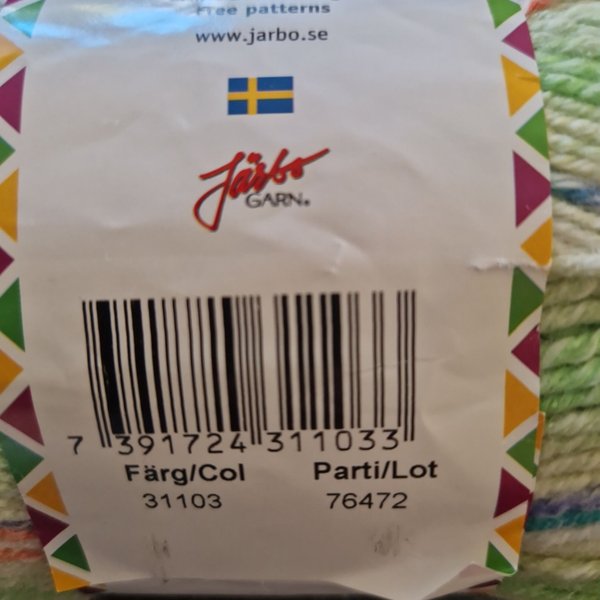 Free patterns
www.jarbo.se
Järbo
GARN®
7 391724 311033
Färg/Col Parti/Lot
31103 76472